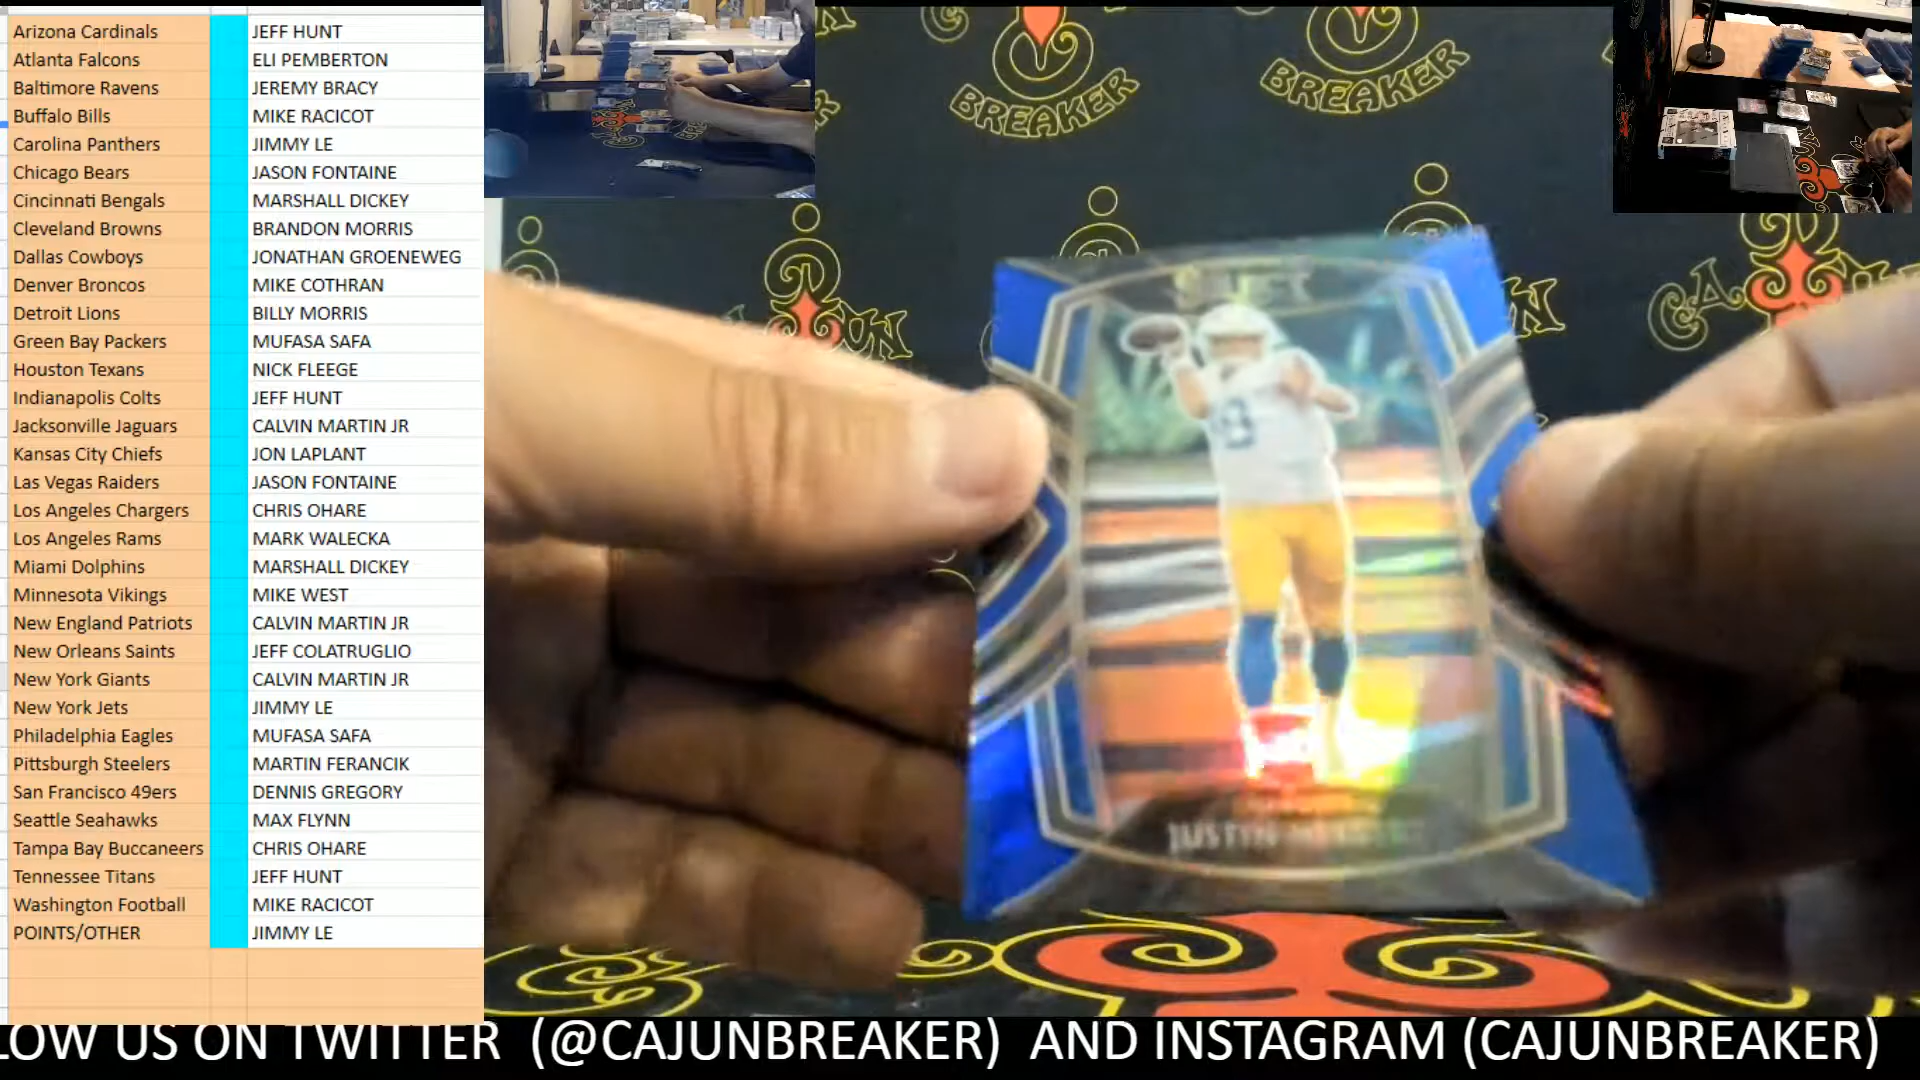 Arizona Cardinals JEFF HUNT
Atlanta Falcons ELI PEMBERTON
Baltimore Ravens JEREMY BRACY
Buffalo Bills MIKE RACICOT
Carolina Panthers JIMMY LE
Chicago Bears JASON FONTAINE
Cincinnati Bengals MARSHALL DICKEY
Cleveland Browns BRANDON MORRIS
Dallas Cowboys JONATHAN GROENEWEG
Denver Broncos MIKE COTHRAN
Detroit Lions BILLY MORRIS
Green Bay Packers MUFASA SAFA
Houston Texans NICK FLEEGE
Indianapolis Colts JEFF HUNT
Jacksonville Jaguars CALVIN MARTIN JR
Kansas City Chiefs JON LAPLANT
Las Vegas Raiders JASON FONTAINE
Los Angeles Chargers CHRIS OHARE
Los Angeles Rams MARK WALECKA
Miami Dolphins MARSHALL DICKEY
Minnesota Vikings MIKE WEST
New England Patriots CALVIN MARTIN JR
New Orleans Saints JEFF COLATRUGLIO
New York Giants CALVIN MARTIN JR
New York Jets JIMMY LE
Philadelphia Eagles MUFASA SAFA
Pittsburgh Steelers MARTIN FERANCIK
San Francisco 49ers DENNIS GREGORY
Seattle Seahawks MAX FLYNN
Tampa Bay Buccaneers CHRIS OHARE
Tennessee Titans JEFF HUNT
Washington Football MIKE RACICOT
POINTS/OTHER JIMMY LE
BREAKER
BREAKER
JUSTIN
LOW US ON TWITTER (@CAJUNBREAKER) AND INSTAGRAM (CAJUNBREAKER)